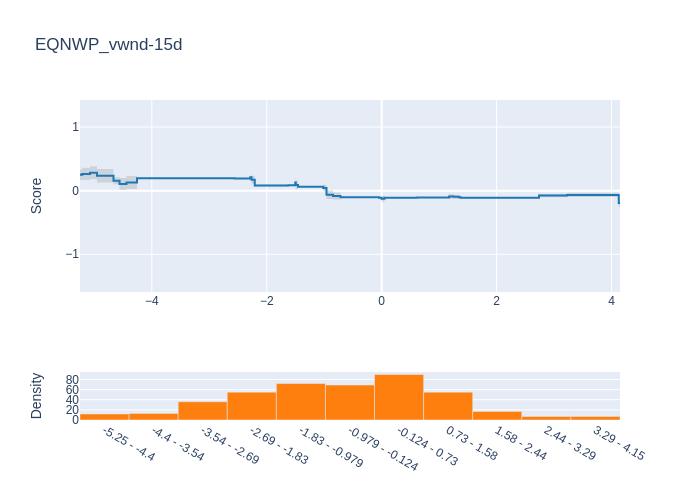 EQNWP_vwnd-15d
Score
1
0
−1
−4
−2
0
2
4
Density
80
60
40
20
0
-5.25 - -4.4
-4.4 - -3.54
-3.54 - -2.69
-2.69 - -1.83
-1.83 - -0.979
-0.979 - -0.124
-0.124 - 0.73
0.73 - 1.58
1.58 - 2.44
2.44 - 3.29
3.29 - 4.15